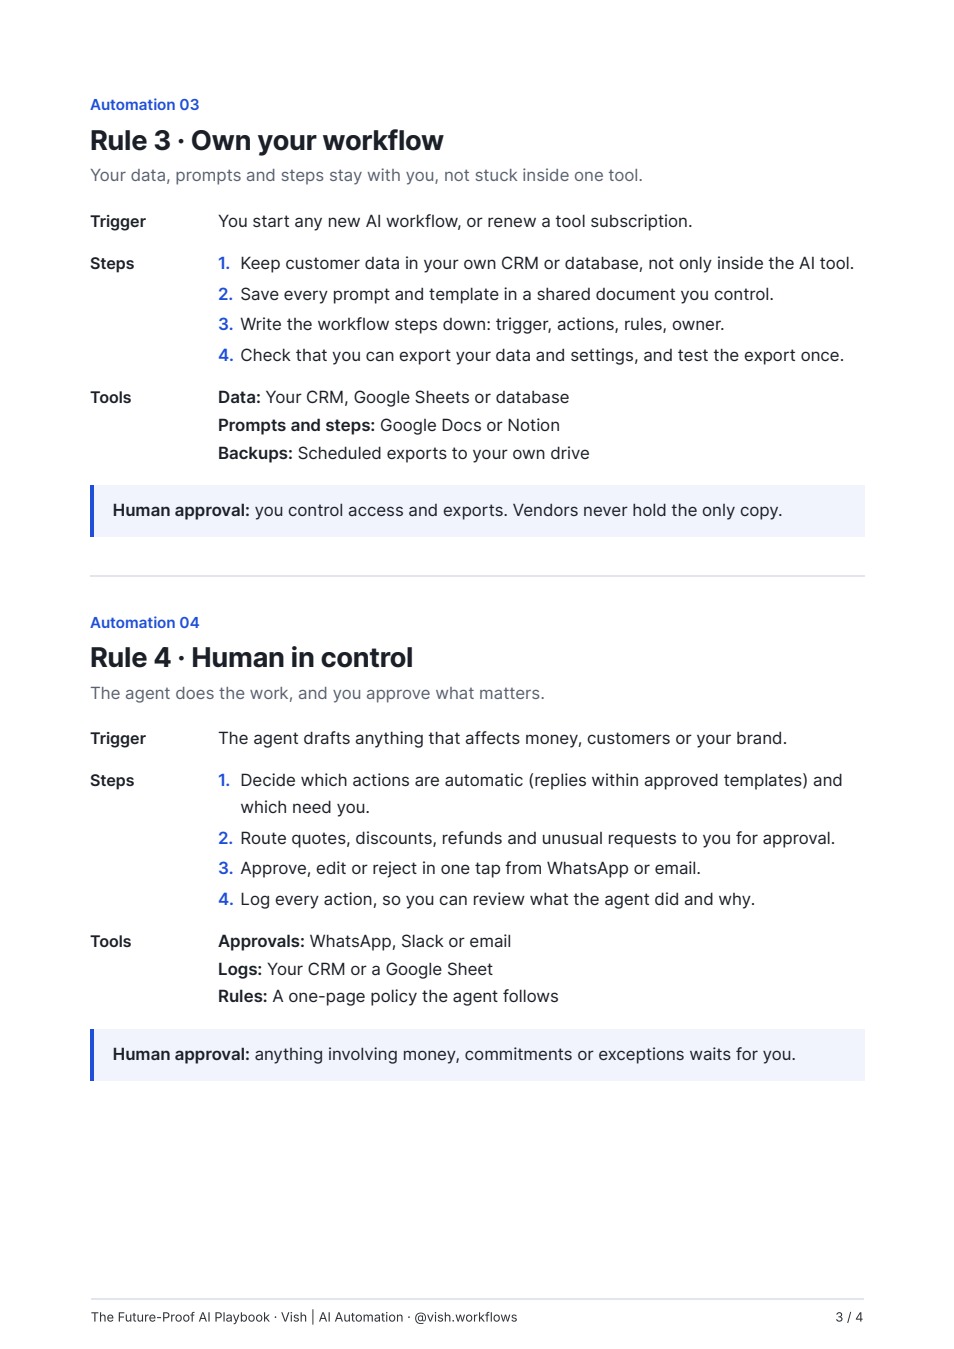 Automation 03
Rule 3 · Own your workflow
Your data, prompts and steps stay with you, not stuck inside one tool.
Trigger You start any new AI workflow, or renew a tool subscription.
Steps 1. Keep customer data in your own CRM or database, not only inside the AI tool.
2. Save every prompt and template in a shared document you control.
3. Write the workflow steps down: trigger, actions, rules, owner.
4. Check that you can export your data and settings, and test the export once.
Tools Data: Your CRM, Google Sheets or database
Prompts and steps: Google Docs or Notion
Backups: Scheduled exports to your own drive
Human approval: you control access and exports. Vendors never hold the only copy.
Automation 04
Rule 4 · Human in control
The agent does the work, and you approve what matters.
Trigger The agent drafts anything that affects money, customers or your brand.
Steps 1. Decide which actions are automatic (replies within approved templates) and
which need you.
2. Route quotes, discounts, refunds and unusual requests to you for approval.
3. Approve, edit or reject in one tap from WhatsApp or email.
4. Log every action, so you can review what the agent did and why.
Tools Approvals: WhatsApp, Slack or email
Logs: Your CRM or a Google Sheet
Rules: A one-page policy the agent follows
Human approval: anything involving money, commitments or exceptions waits for you.
The Future-Proof AI Playbook · Vish | AI Automation · @vish.workflows 3 / 4